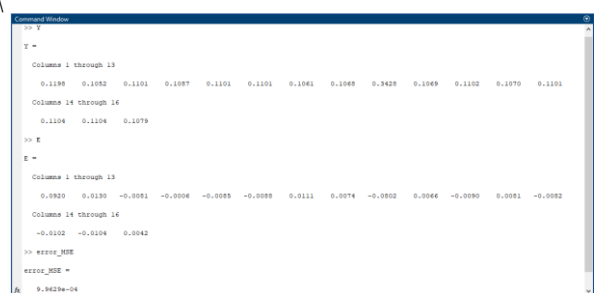 \
Command Window
>> Y
Y =
Columns 1 through 13
0.1198 0.1052 0.1101 0.1087 0.1101 0.1101 0.1061 0.1068 0.3428 0.1069 0.1102 0.1070 0.1101
Columns 14 through 16
0.1104 0.1104 0.1079
>> E
E =
Columns 1 through 13
0.0920 0.0130 -0.0081 -0.0006 -0.0085 -0.0088 0.0111 0.0074 -0.0802 0.0066 -0.0090 0.0081 -0.0082
Columns 14 through 16
-0.0102 -0.0104 0.0042
>> error_MSE
error_MSE =
fx 9.9629e-04